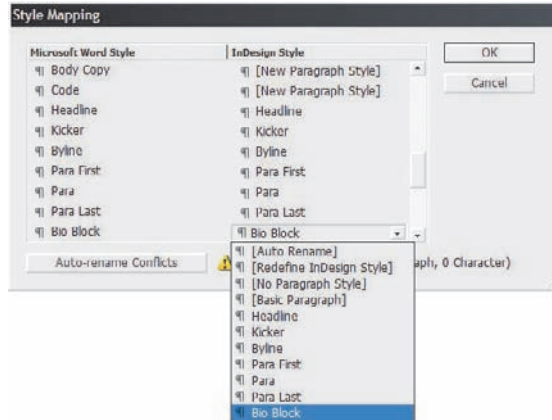 Style Mapping
Microsoft Word Style InDesign Style
¶ Body Copy ¶ [New Paragraph Style]
¶ Code ¶ [New Paragraph Style]
¶ Headline ¶ Headline
¶ Kicker ¶ Kicker
¶ Byline ¶ Byline
¶ Para First ¶ Para First
¶ Para ¶ Para
¶ Para Last ¶ Para Last
¶ Bio Block ¶ Bio Block
OK
Cancel
Auto-rename Conflicts
aph, 0 Character)
¶ [Auto Rename]
¶ [Redefine InDesign Style]
¶ [No Paragraph Style]
¶ [Basic Paragraph]
¶ Headline
¶ Kicker
¶ Byline
¶ Para First
¶ Para
¶ Para Last
¶ Bio Block